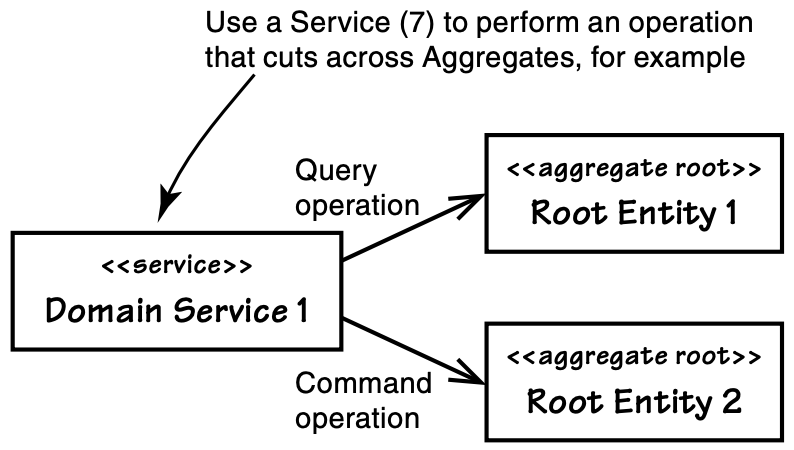 Use a Service (7) to perform an operation
that cuts across Aggregates, for example
Query
operation
<<aggregate root>>
Root Entity 1
<<service>>
Domain Service 1
<<aggregate root>>
Root Entity 2
Command
operation